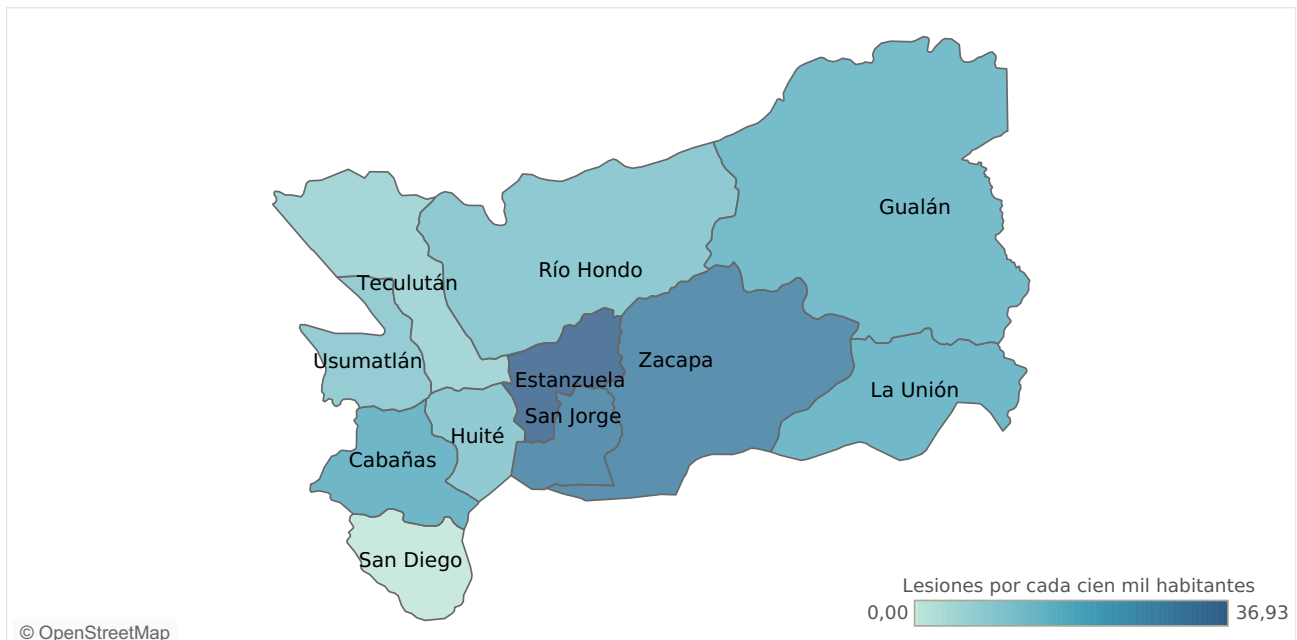 Gualán
Río Hondo
Teculután
Zacapa
Usumatlán
Estanzuela
La Unión
San Jorge
Huité
Cabañas
San Diego
Lesiones por cada cien mil habitantes
0,00 36,93
© OpenStreetMap